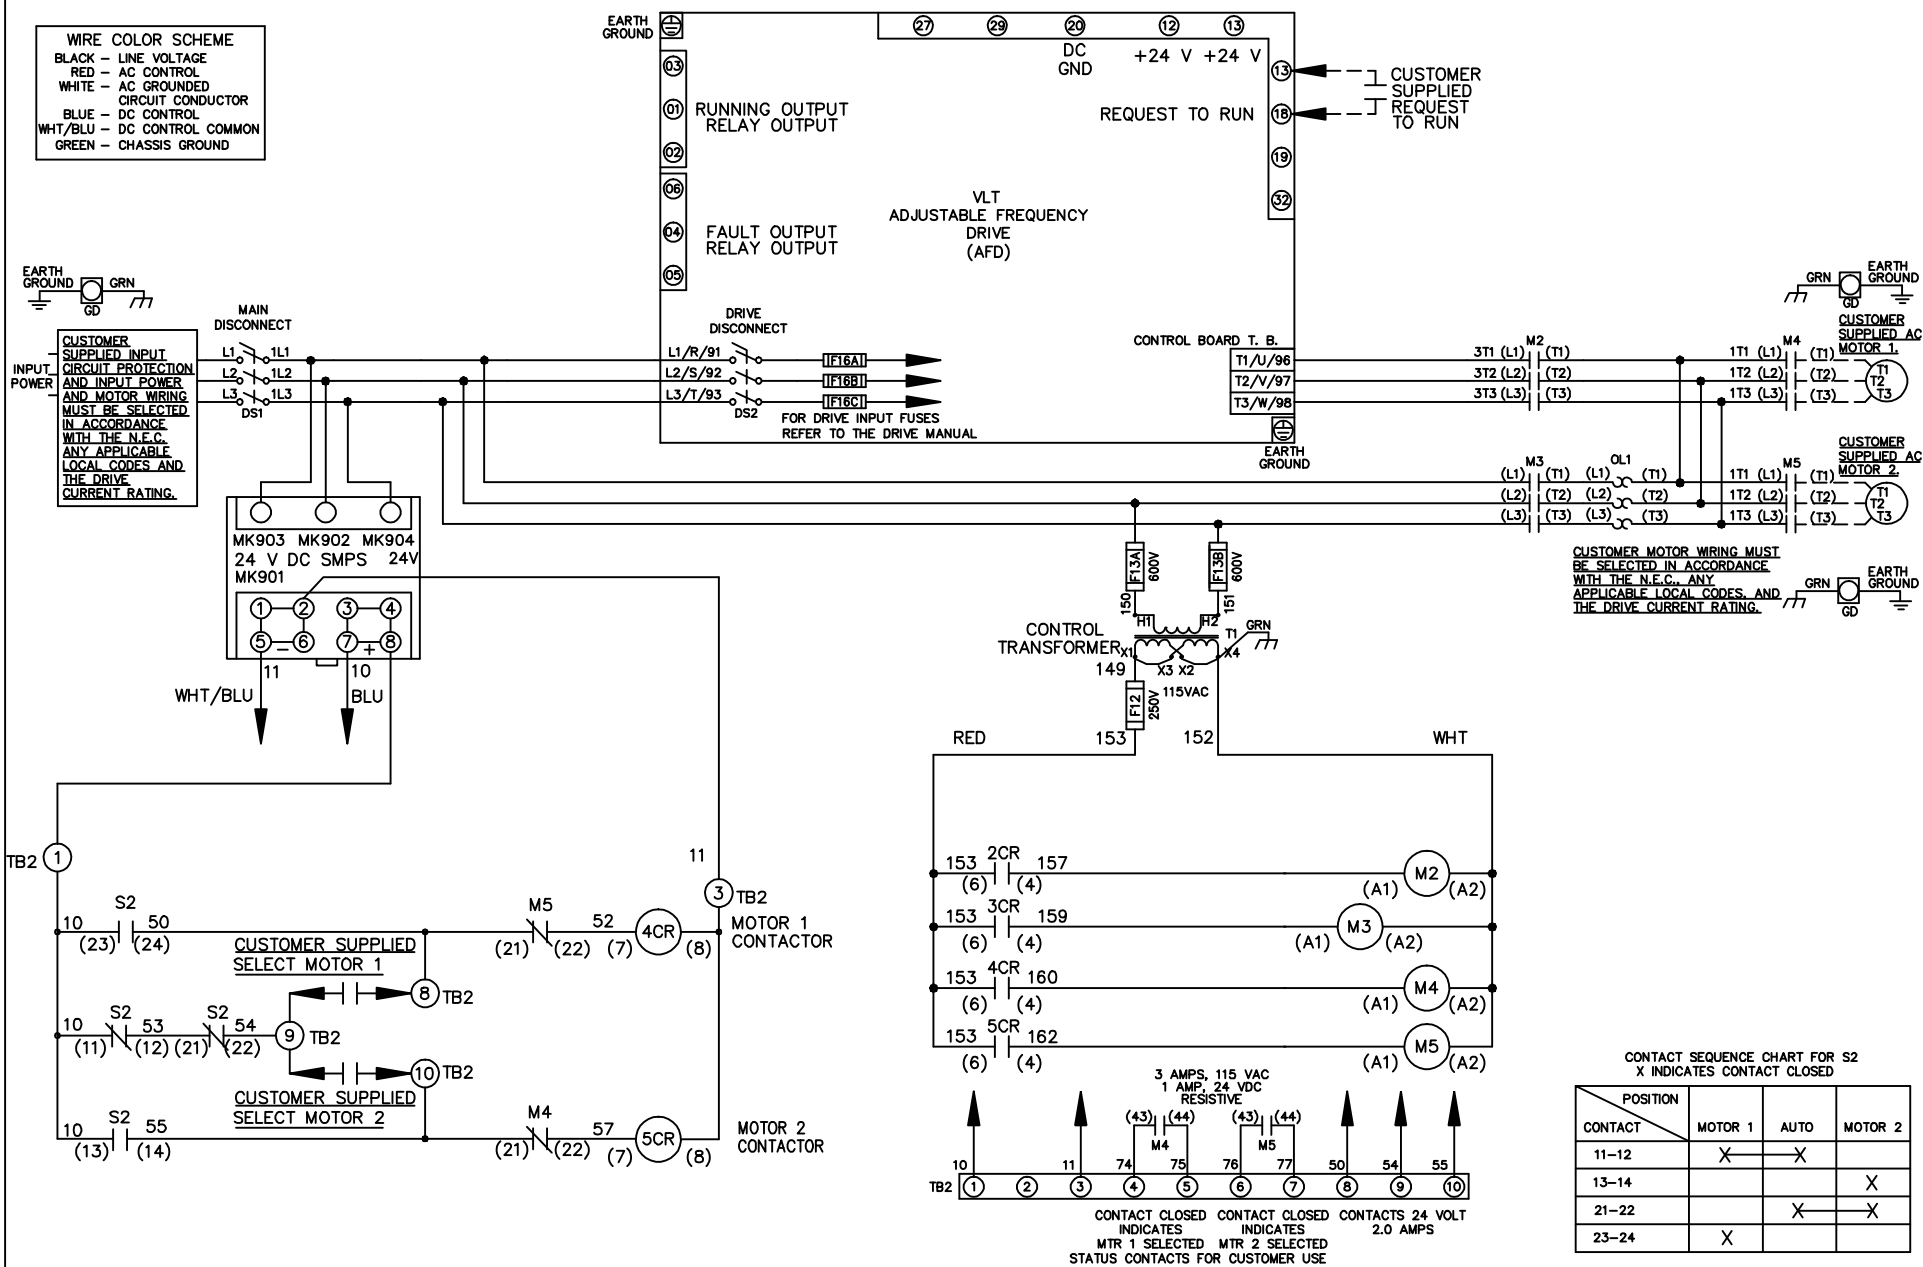 WIRE COLOR SCHEME
BLACK – LINE VOLTAGE
RED – AC CONTROL
WHITE – AC GROUNDED
CIRCUIT CONDUCTOR
BLUE – DC CONTROL
WHT/BLU – DC CONTROL COMMON
GREEN – CHASSIS GROUND
EARTH
GROUND
27 29 20 12 13
DC
GND
+24 V +24 V
03
01
02
RUNNING OUTPUT
RELAY OUTPUT
06
04
05
FAULT OUTPUT
RELAY OUTPUT
VLT
ADJUSTABLE FREQUENCY
DRIVE
(AFD)
REQUEST TO RUN
13
18
19
32
CUSTOMER
SUPPLIED
REQUEST
TO RUN
EARTH
GROUND
GRN
GD
INPUT
POWER
CUSTOMER
SUPPLIED INPUT
CIRCUIT PROTECTION
AND INPUT POWER
AND MOTOR WIRING
MUST BE SELECTED
IN ACCORDANCE
WITH THE N.E.C.
ANY APPLICABLE
LOCAL CODES AND
THE DRIVE
CURRENT RATING.
MAIN
DISCONNECT
L1 1L1
L2 1L2
L3 1L3
DS1
DRIVE
DISCONNECT
L1/R/91
L2/S/92
L3/T/93
DS2
F16A
F16B
F16C
FOR DRIVE INPUT FUSES
REFER TO THE DRIVE MANUAL
CONTROL BOARD T. B.
T1/U/96
T2/V/97
T3/W/98
EARTH
GROUND
M2
3T1 (L1) (T1)
3T2 (L2) (T2)
3T3 (L3) (T3)
M4
1T1 (L1) (T1)
1T2 (L2) (T2)
1T3 (L3) (T3)
GRN
GD
EARTH
GROUND
CUSTOMER
SUPPLIED AC
MOTOR 1.
T1
T2
T3
M3 OL1
(L1) (T1) (L1) (T1)
(L2) (T2) (L2) (T2)
(L3) (T3) (L3) (T3)
M5
1T1 (L1) (T1)
1T2 (L2) (T2)
1T3 (L3) (T3)
CUSTOMER
SUPPLIED AC
MOTOR 2.
T1
T2
T3
CUSTOMER MOTOR WIRING MUST
BE SELECTED IN ACCORDANCE
WITH THE N.E.C., ANY
APPLICABLE LOCAL CODES, AND
THE DRIVE CURRENT RATING.
GRN
GD
EARTH
GROUND
MK903 MK902 MK904
24 V DC SMPS 24V
MK901
1 2 3 4
5 – 6 7 + 8
11 10
WHT/BLU BLU
F13A 600V
F13B 600V
150 151
H1 H2
CONTROL
TRANSFORMER
T1 GRN
X1 X3 X2 X4
149
115VAC
F12 250V
153 152
RED WHT
TB2 1
11
3 TB2
S2
10 50
(23) (24)
M5
(21) (22)
52
(7) 4CR (8)
MOTOR 1
CONTACTOR
CUSTOMER SUPPLIED
SELECT MOTOR 1
8 TB2
S2 S2
10 53 54
(11) (12) (21) (22)
9 TB2
10 TB2
CUSTOMER SUPPLIED
SELECT MOTOR 2
S2
10 55
(13) (14)
M4
(21) (22)
57
(7) 5CR (8)
MOTOR 2
CONTACTOR
153 2CR 157
(6) (4)
(A1) M2 (A2)
153 3CR 159
(6) (4)
(A1) M3 (A2)
153 4CR 160
(6) (4)
(A1) M4 (A2)
153 5CR 162
(6) (4)
(A1) M5 (A2)
3 AMPS, 115 VAC
1 AMP, 24 VDC
RESISTIVE
(43) (44) (43) (44)
M4 M5
10 11 74 75 76 77 50 54 55
TB2 1 2 3 4 5 6 7 8 9 10
CONTACT CLOSED
INDICATES
MTR 1 SELECTED
CONTACT CLOSED
INDICATES
MTR 2 SELECTED
STATUS CONTACTS FOR CUSTOMER USE
CONTACTS 24 VOLT
2.0 AMPS
CONTACT SEQUENCE CHART FOR S2
X INDICATES CONTACT CLOSED
POSITION
CONTACT MOTOR 1 AUTO MOTOR 2
11–12 X X
13–14 X
21–22 X X
23–24 X